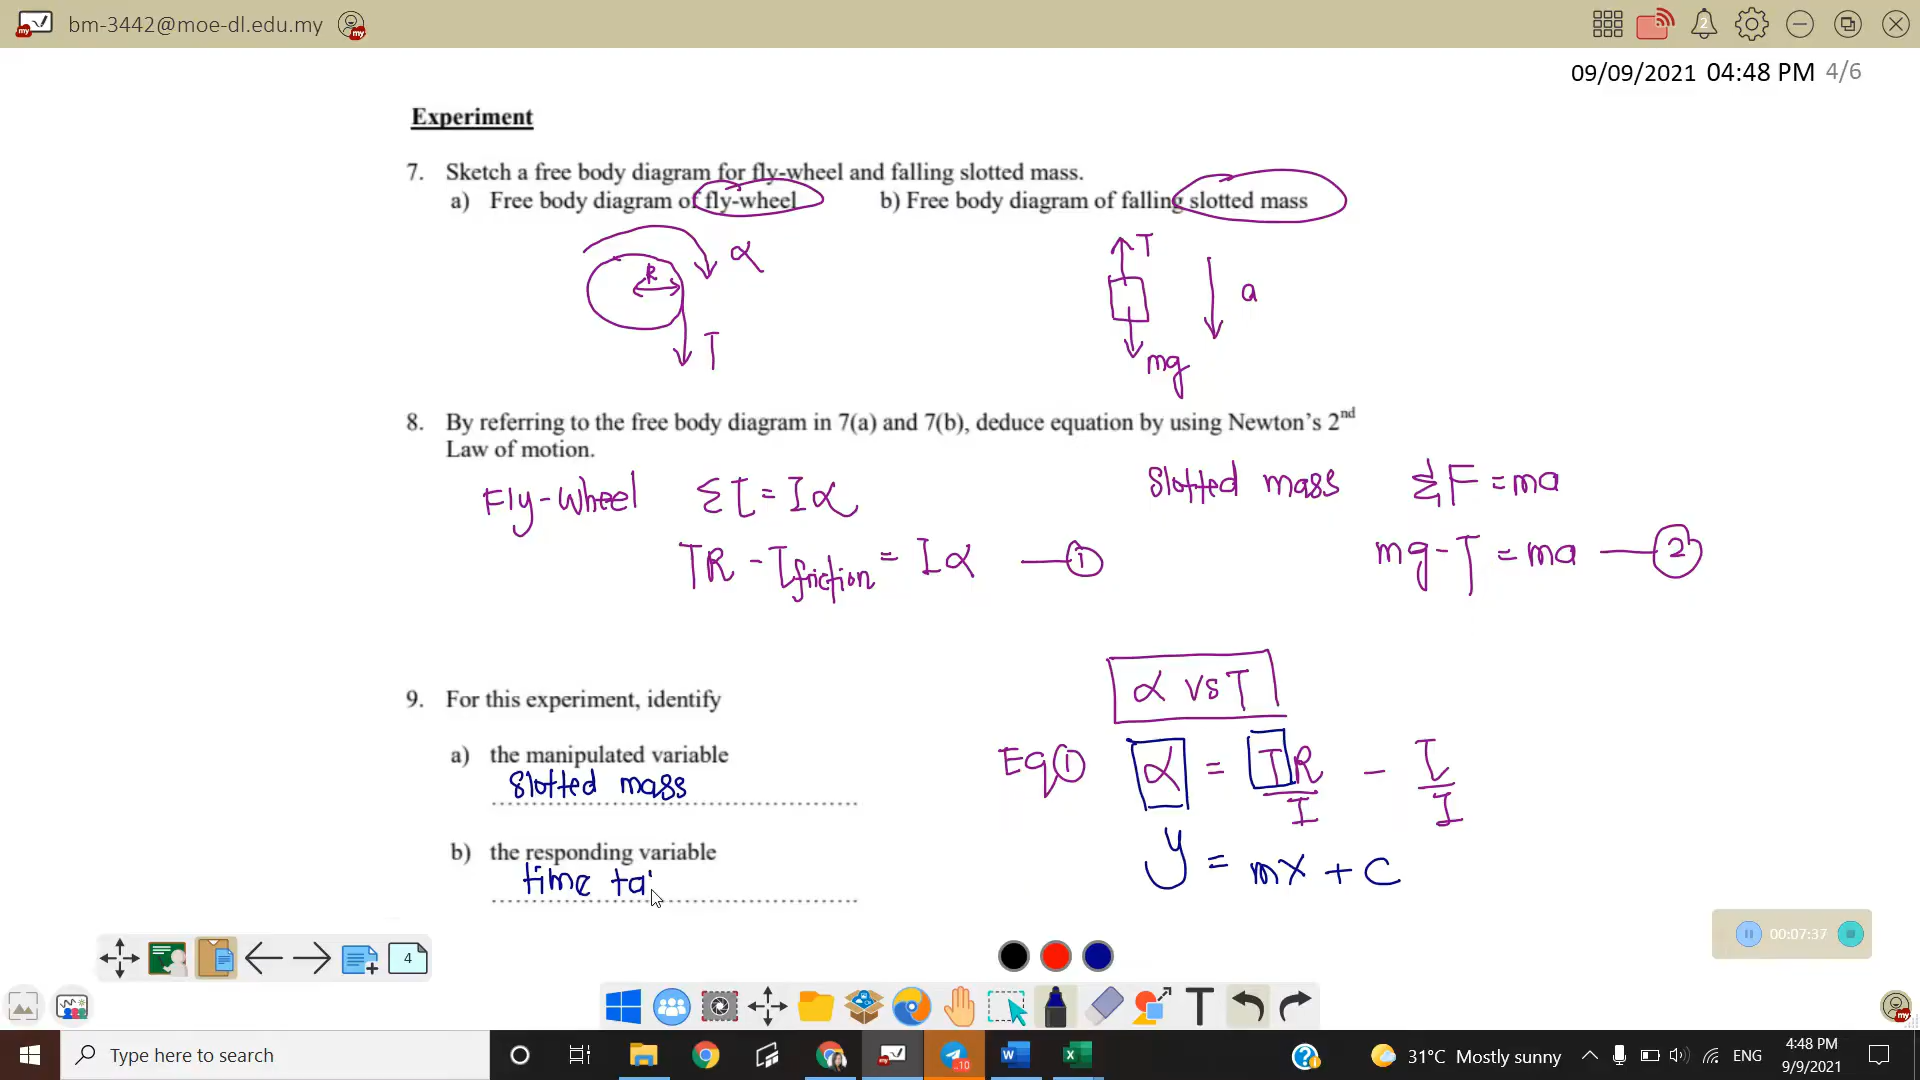 bm-3442@moe-dl.edu.my
2
09/09/2021 04:48 PM 4/6
Experiment
7. Sketch a free body diagram for fly-wheel and falling slotted mass.
a) Free body diagram of fly-wheel b) Free body diagram of falling slotted mass
R α T
T a mg
8. By referring to the free body diagram in 7(a) and 7(b), deduce equation by using Newton's 2nd
Law of motion.
Fly-wheel Στ = Iα Slotted mass ΣF = ma
TR - τfriction = Iα — ① mg - T = ma — ②
α vs T
9. For this experiment, identify
a) the manipulated variable
Slotted mass
Eq① α = TR/I - τ/I
b) the responding variable
time ta
y = mx + c
00:07:37
4
Type here to search
10
31°C Mostly sunny
ENG
4:48 PM
9/9/2021